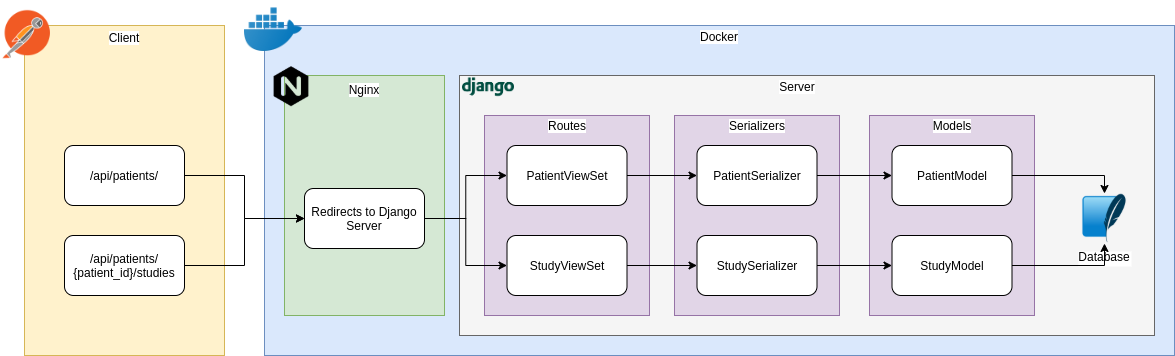 Client
Docker
Nginx
django
Server
Routes
Serializers
Models
/api/patients/
PatientViewSet
PatientSerializer
PatientModel
Redirects to Django
Server
/api/patients/
{patient_id}/studies
StudyViewSet
StudySerializer
StudyModel
Database